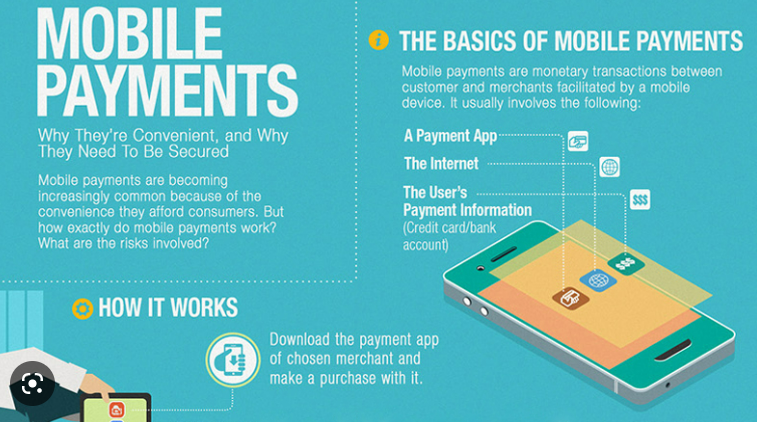 MOBILE
PAYMENTS
Why They're Convenient, and Why
They Need To Be Secured
Mobile payments are becoming
increasingly common because of the
convenience they afford consumers. But
how exactly do mobile payments work?
What are the risks involved?
i THE BASICS OF MOBILE PAYMENTS
Mobile payments are monetary transactions between
customer and merchants facilitated by a mobile
device. It usually involves the following:
A Payment App
The Internet
The User's
Payment Information
(Credit card/bank
account)
$$$
$$$
HOW IT WORKS
Download the payment app
of chosen merchant and
make a purchase with it.